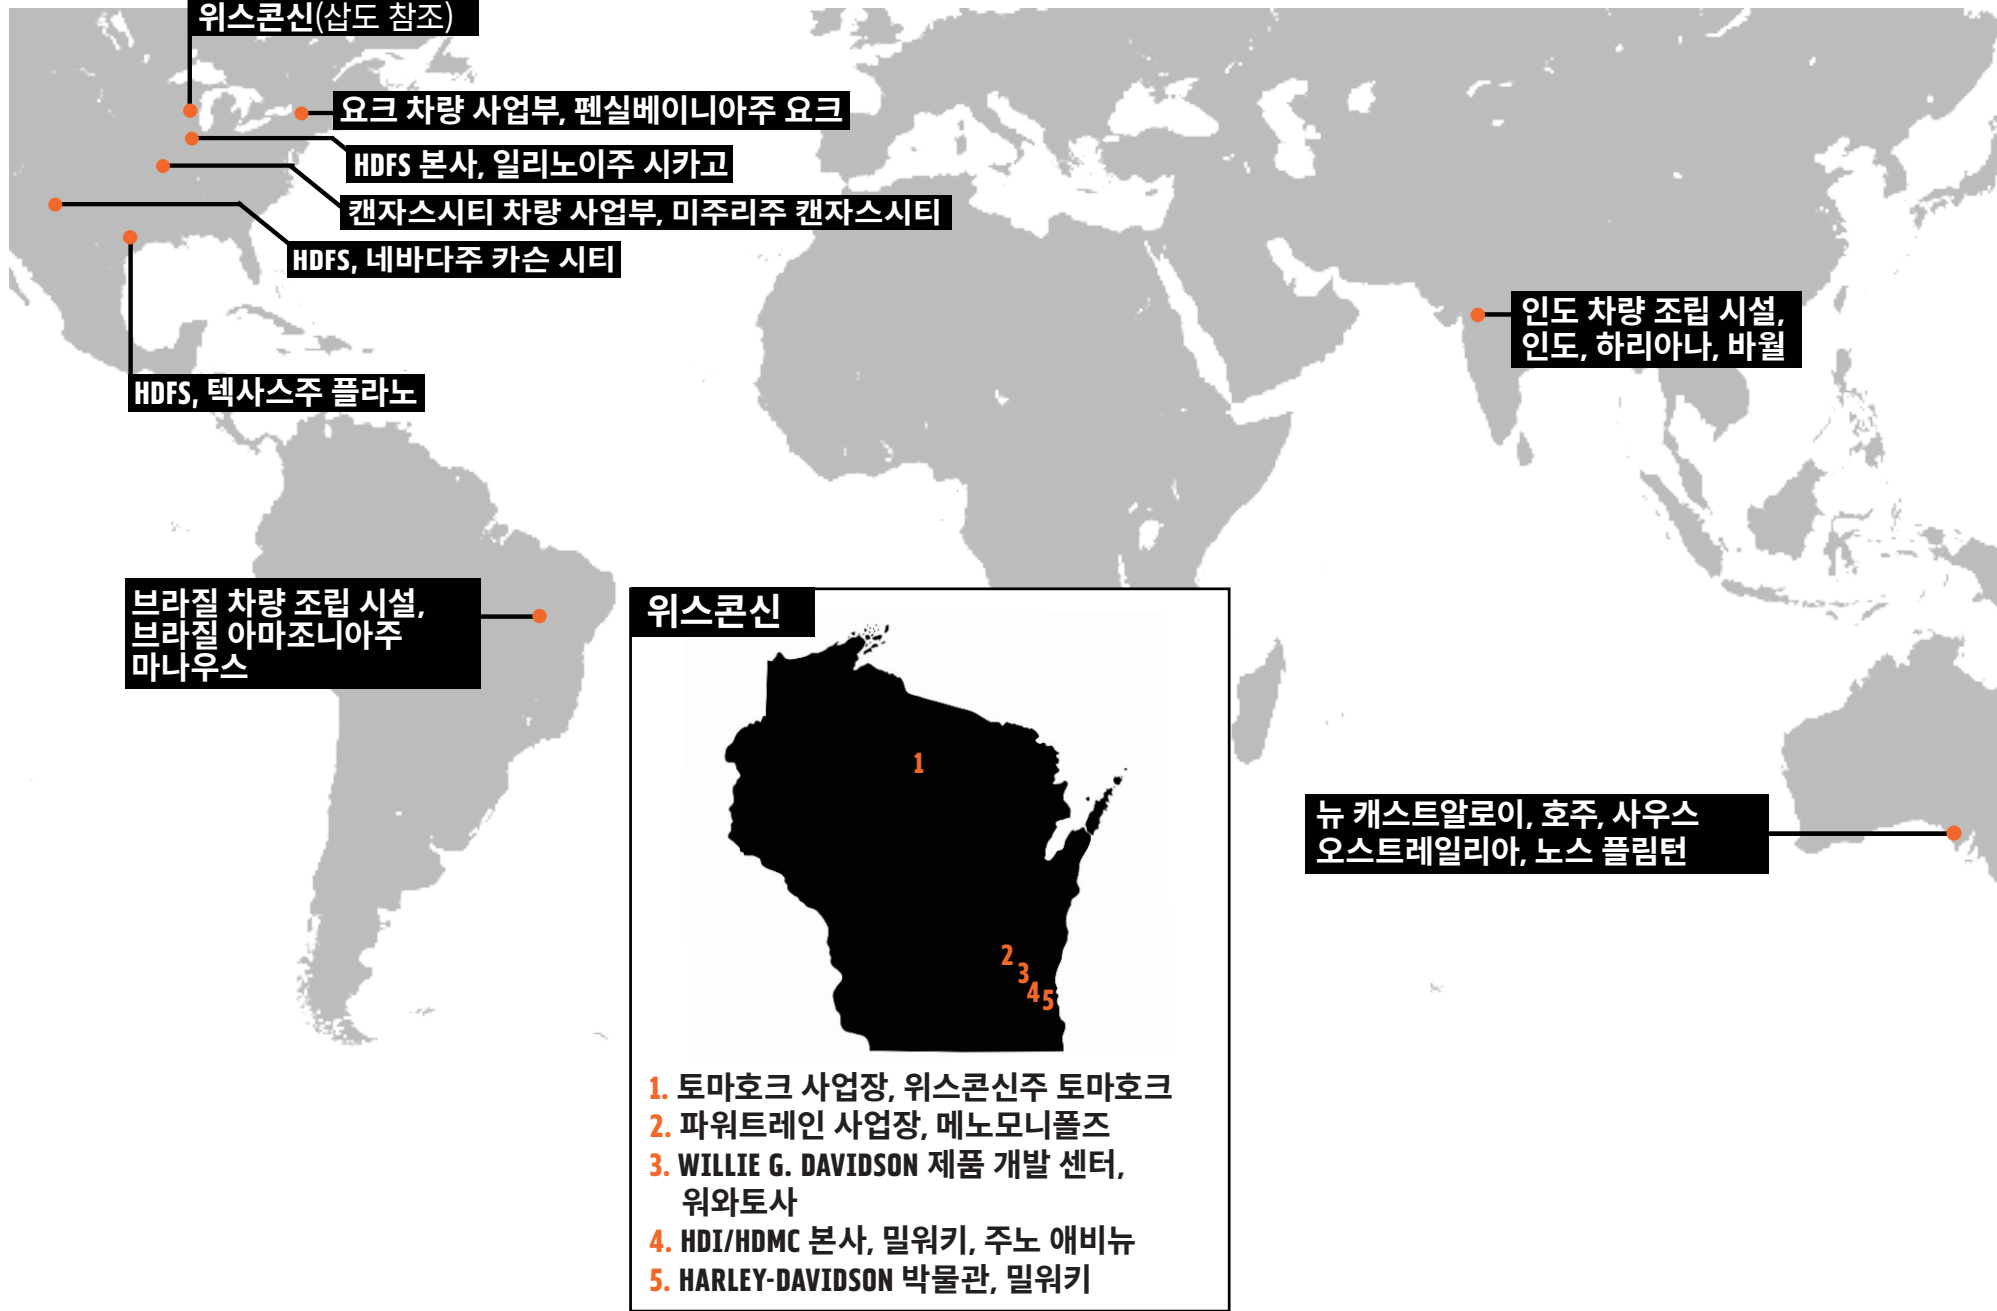 위스콘신(삽도 참조)
요크 차량 사업부, 펜실베이니아주 요크
HDFS 본사, 일리노이주 시카고
캔자스시티 차량 사업부, 미주리주 캔자스시티
HDFS, 네바다주 카슨 시티
HDFS, 텍사스주 플라노
인도 차량 조립 시설,
인도, 하리아나, 바월
브라질 차량 조립 시설,
브라질 아마조니아주
마나우스
뉴 캐스트알로이, 호주, 사우스
오스트레일리아, 노스 플림턴
위스콘신
1
2
3
4
5
1. 토마호크 사업장, 위스콘신주 토마호크
2. 파워트레인 사업장, 메노모니폴즈
3. WILLIE G. DAVIDSON 제품 개발 센터,
워와토사
4. HDI/HDMC 본사, 밀워키, 주노 애비뉴
5. HARLEY-DAVIDSON 박물관, 밀워키